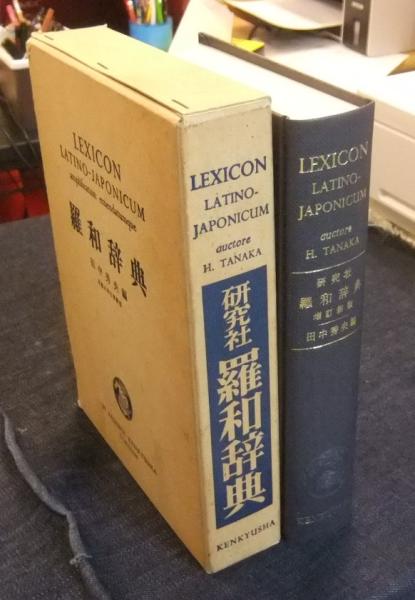 LEXICON
LATINO-JAPONICUM
羅和辞典
田中秀央編
LEXICON
LATINO-
JAPONICUM
auctore
H. TANAKA
研究社
羅和辞典
KENKYUSHA
LEXICON
LATINO-
JAPONICUM
auctore
H. TANAKA
研究社
羅和辞典
増訂新版
田中秀央編